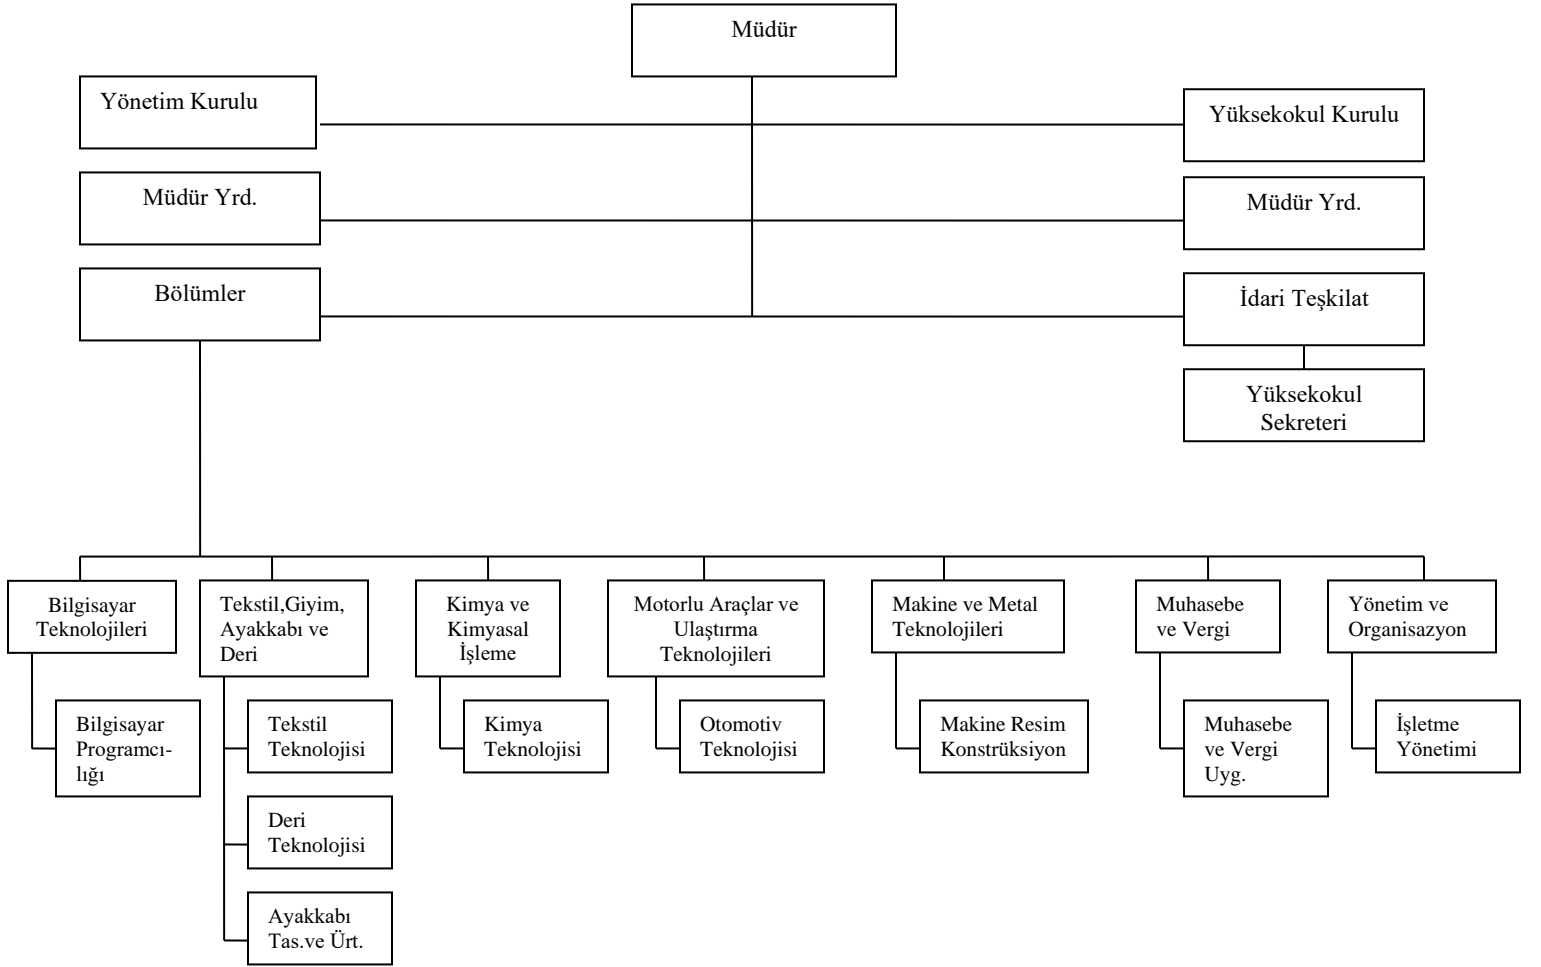 Müdür
Yönetim Kurulu
Yüksekokul Kurulu
Müdür Yrd.
Müdür Yrd.
Bölümler
İdari Teşkilat
Yüksekokul
Sekreteri
Bilgisayar
Teknolojileri
Tekstil,Giyim,
Ayakkabı ve
Deri
Kimya ve
Kimyasal
İşleme
Motorlu Araçlar ve
Ulaştırma
Teknolojileri
Makine ve Metal
Teknolojileri
Muhasebe
ve Vergi
Yönetim ve
Organisazyon
Bilgisayar
Programcı-
lığı
Tekstil
Teknolojisi
Kimya
Teknolojisi
Otomotiv
Teknolojisi
Makine Resim
Konstrüksiyon
Muhasebe
ve Vergi
Uyg.
İşletme
Yönetimi
Deri
Teknolojisi
Ayakkabı
Tas.ve Ürt.